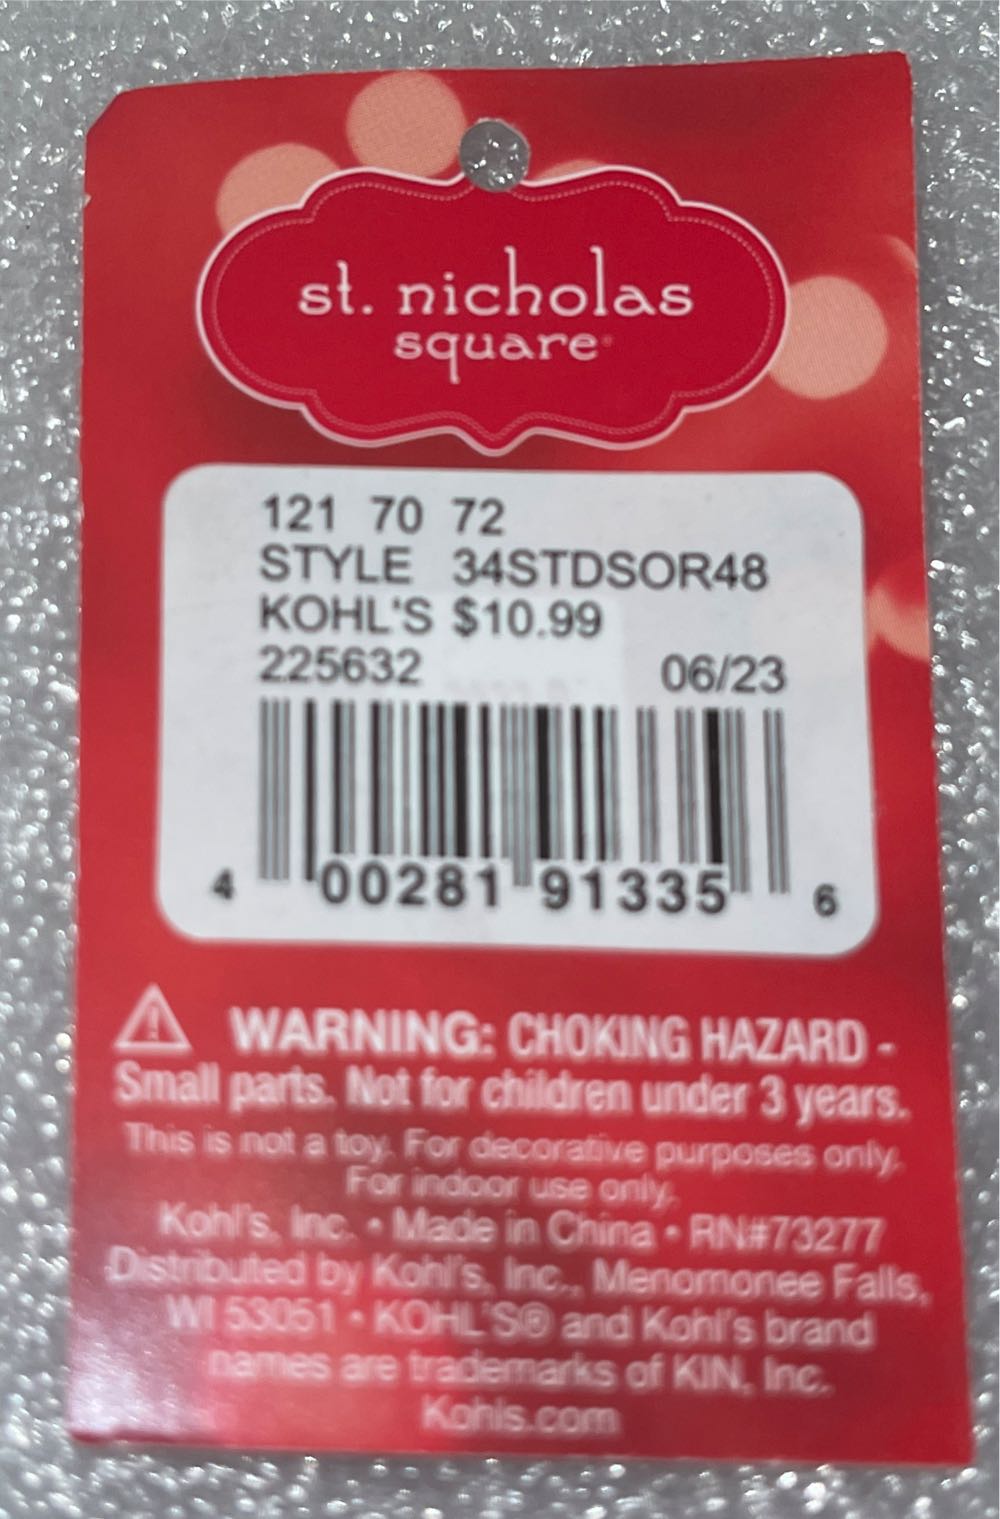 st. nicholas
square®
121 70 72
STYLE 34STDSOR48
KOHL'S $10.99
225632 06/23
4 00281 91335 6
WARNING: CHOKING HAZARD -
Small parts. Not for children under 3 years.
This is not a toy. For decorative purposes only.
For indoor use only.
Kohl's, Inc. • Made in China • RN#73277
Distributed by Kohl's, Inc., Menomonee Falls,
WI 53051 • KOHL'S® and Kohl's brand
names are trademarks of KIN, Inc.
Kohls.com